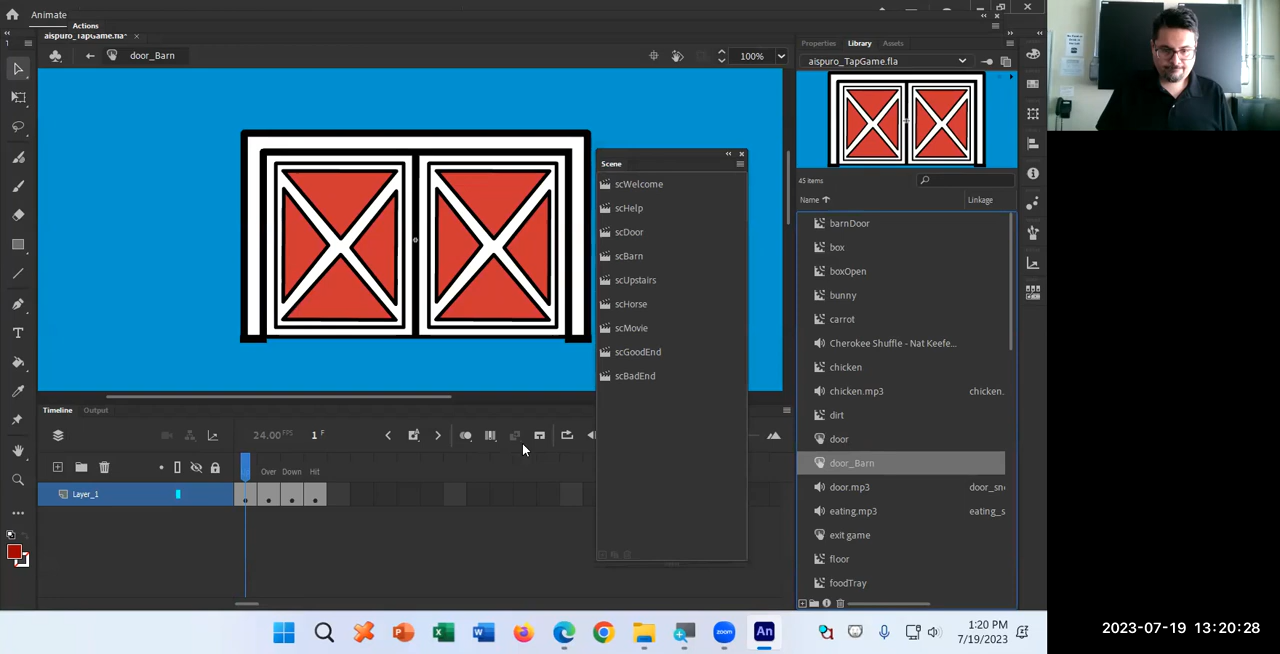 Animate
Actions
aispuro_TapGame.fla*
door_Barn
100%
Properties
Library
Assets
aispuro_TapGame.fla
45 items
Name
Linkage
barnDoor
box
boxOpen
bunny
carrot
Cherokee Shuffle - Nat Keefe...
chicken
chicken.mp3
chicken.
dirt
door
door_Barn
door.mp3
door_sn
eating.mp3
eating_s
exit game
floor
foodTray
Scene
scWelcome
scHelp
scDoor
scBarn
scUpstairs
scHorse
scMovie
scGoodEnd
scBadEnd
Timeline
Output
24.00 FPS
1 F
Over
Down
Hit
Layer_1
zoom
An
1:20 PM
7/19/2023
2023-07-19 13:20:28